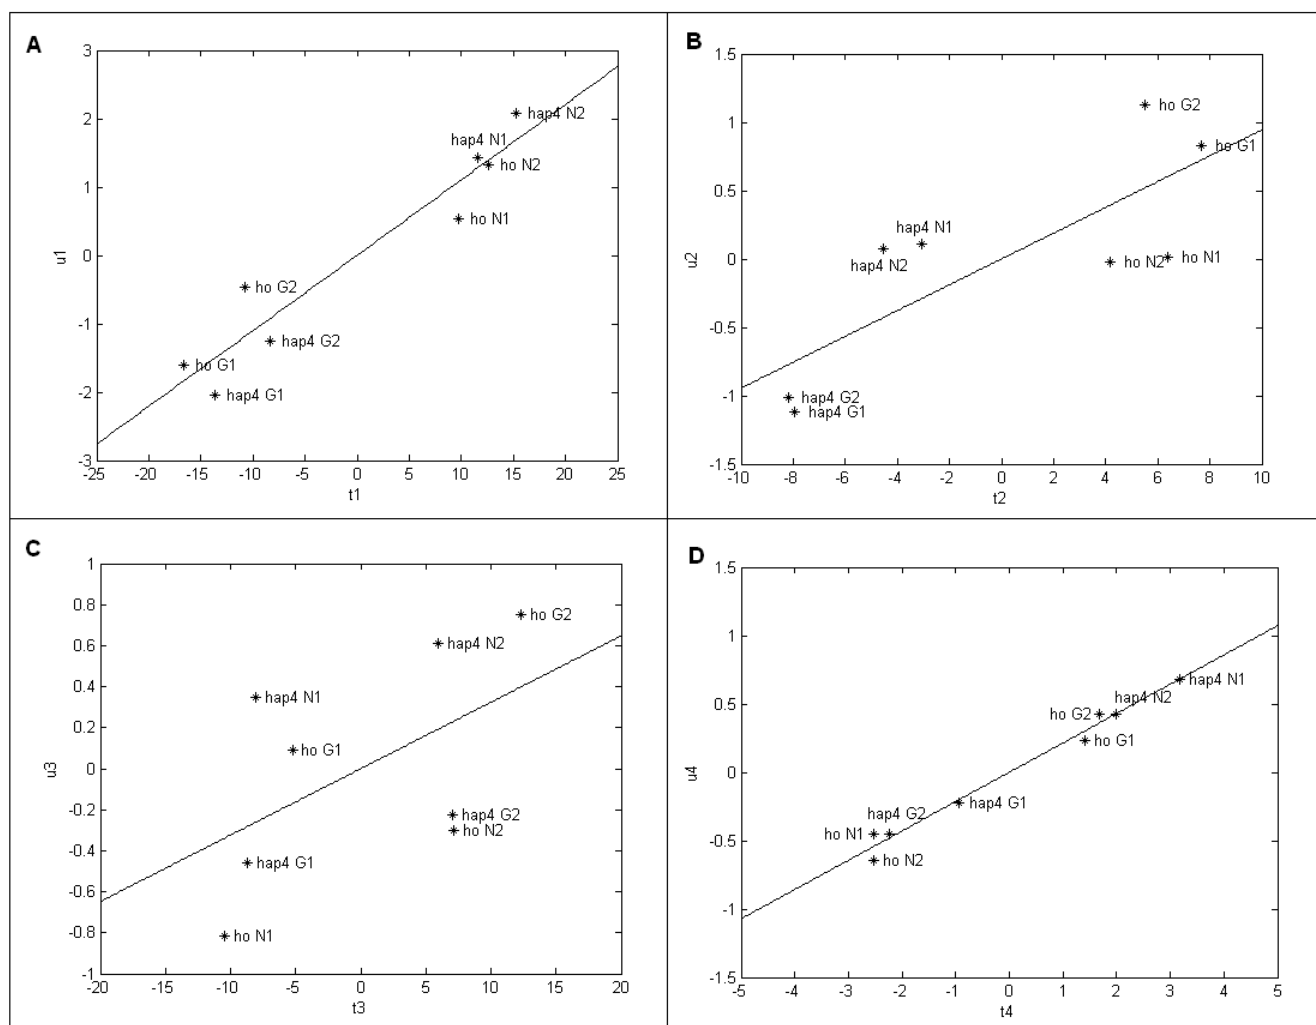 A
3
2
1
0
-1
-2
-3
-25
-20
-15
-10
-5
0
5
10
15
20
25
u1
t1
hap4 N2
hap4 N1
ho N2
ho N1
ho G2
hap4 G2
ho G1
hap4 G1
B
1.5
1
0.5
0
-0.5
-1
-1.5
-10
-8
-6
-4
-2
0
2
4
6
8
10
u2
t2
ho G2
ho G1
hap4 N1
hap4 N2
ho N2
ho N1
hap4 G2
hap4 G1
C
1
0.8
0.6
0.4
0.2
0
-0.2
-0.4
-0.6
-0.8
-1
-20
-15
-10
-5
0
5
10
15
20
u3
t3
ho G2
hap4 N2
hap4 N1
ho G1
hap4 G2
ho N2
hap4 G1
ho N1
D
1.5
1
0.5
0
-0.5
-1
-1.5
-5
-4
-3
-2
-1
0
1
2
3
4
5
u4
t4
hap4 N1
hap4 N2
ho G2
ho G1
hap4 G1
hap4 G2
ho N1
ho N2